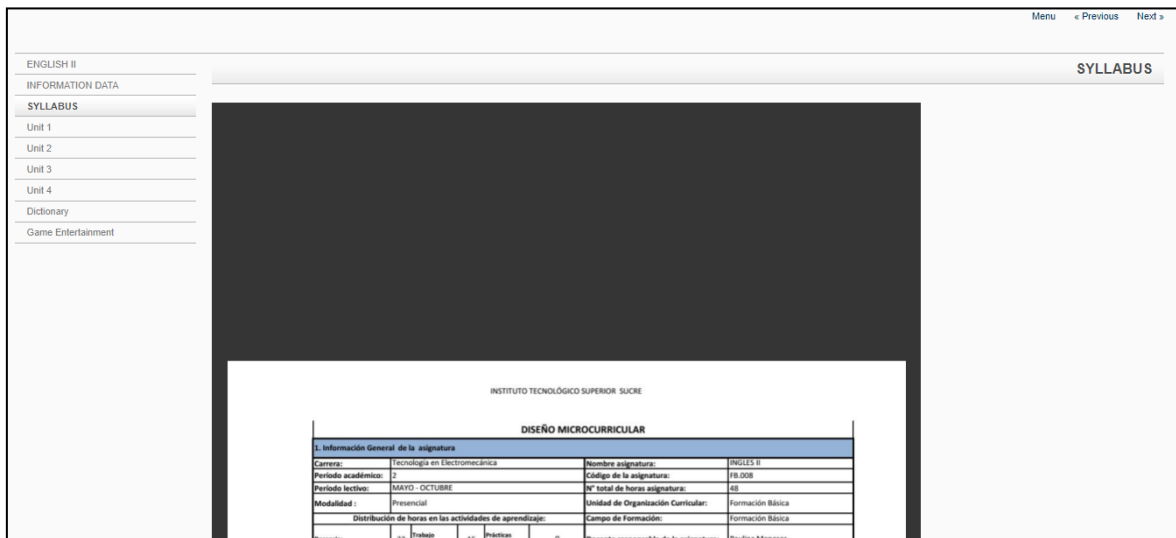 Menu « Previous Next »
ENGLISH II
INFORMATION DATA
SYLLABUS
Unit 1
Unit 2
Unit 3
Unit 4
Dictionary
Game Entertainment
SYLLABUS
INSTITUTO TECNOLÓGICO SUPERIOR SUCRE
DISEÑO MICROCURRICULAR
1. Información General de la asignatura
Carrera: Tecnología en Electromecánica Nombre asignatura: INGLES II
Período académico: 2 Código de la asignatura: FB.008
Período lectivo: MAYO - OCTUBRE N° total de horas asignatura: 48
Modalidad : Presencial Unidad de Organización Curricular: Formación Básica
Distribución de horas en las actividades de aprendizaje: Campo de Formación: Formación Básica
Trabajo Prácticas